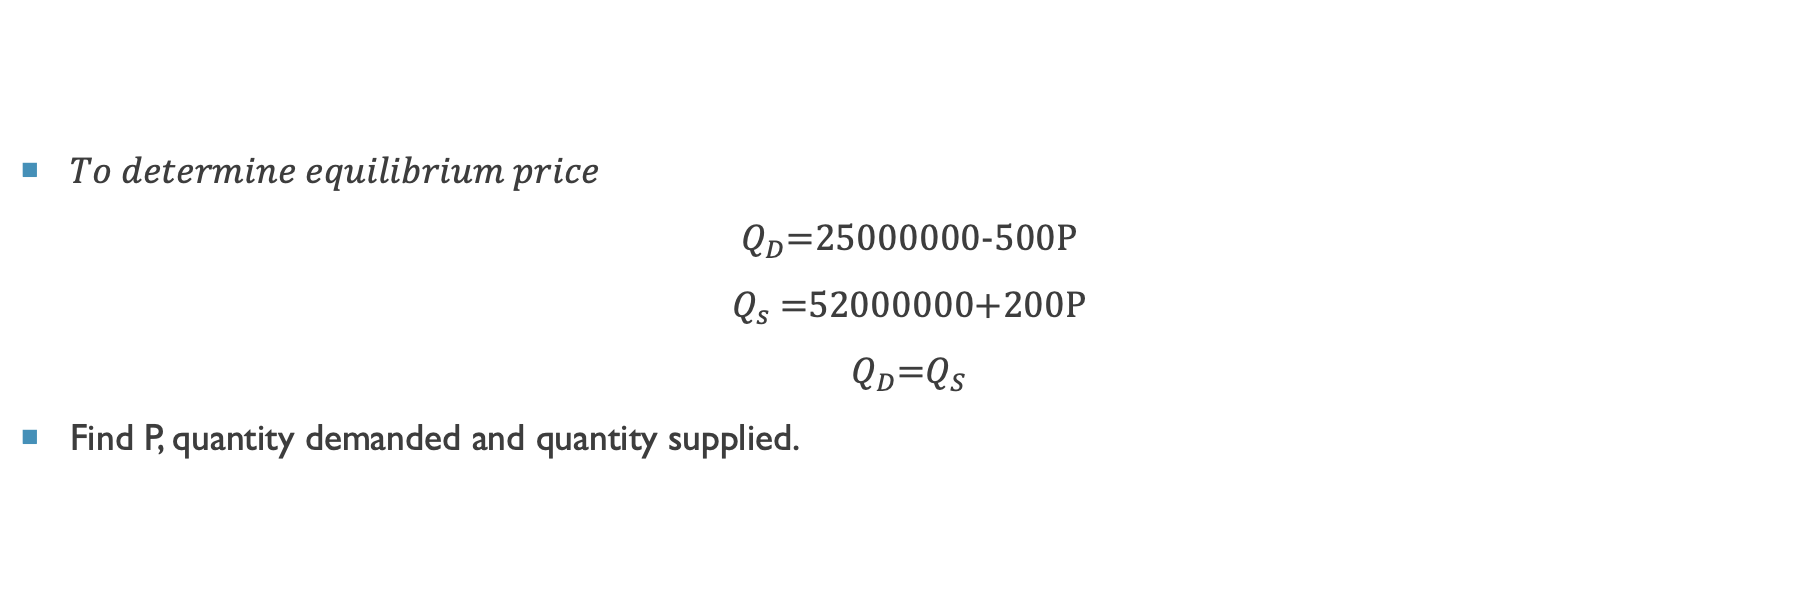 ▪ To determine equilibrium price
Q_D=25000000-500P
Q_s =52000000+200P
Q_D=Q_S
▪ Find P, quantity demanded and quantity supplied.